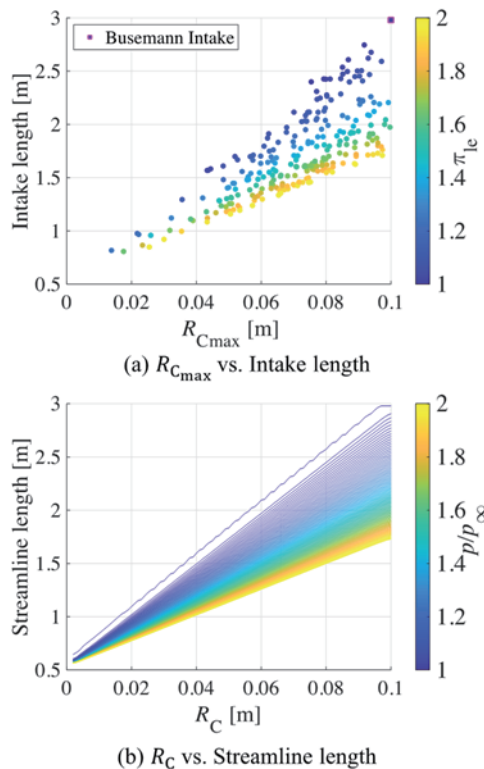 Busemann Intake
3
2.5
2
1.5
1
0.5
Intake length [m]
0 0.02 0.04 0.06 0.08 0.1
R_Cmax [m]
2
1.8
1.6
1.4
1.2
1
π_le
(a) R_Cmax vs. Intake length
3
2.5
2
1.5
1
0.5
Streamline length [m]
0 0.02 0.04 0.06 0.08 0.1
R_C [m]
2
1.8
1.6
1.4
1.2
1
p/p_∞
(b) R_C vs. Streamline length